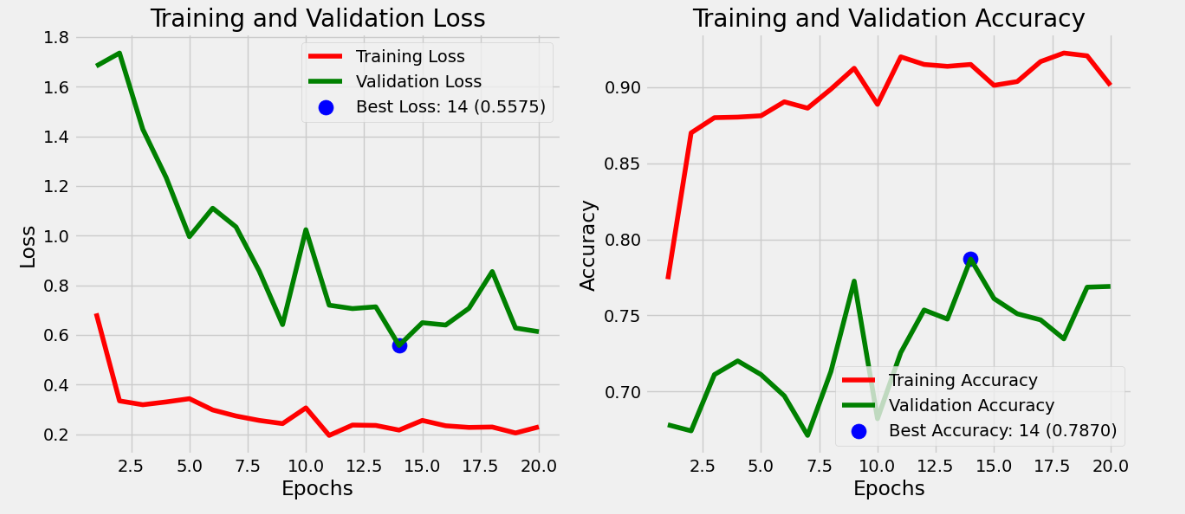 Training and Validation Loss
1.8
1.6
1.4
1.2
1.0
0.8
0.6
0.4
0.2
Loss
Training Loss
Validation Loss
Best Loss: 14 (0.5575)
2.5 5.0 7.5 10.0 12.5 15.0 17.5 20.0
Epochs
Training and Validation Accuracy
0.90
0.85
0.80
0.75
0.70
Accuracy
Training Accuracy
Validation Accuracy
Best Accuracy: 14 (0.7870)
2.5 5.0 7.5 10.0 12.5 15.0 17.5 20.0
Epochs